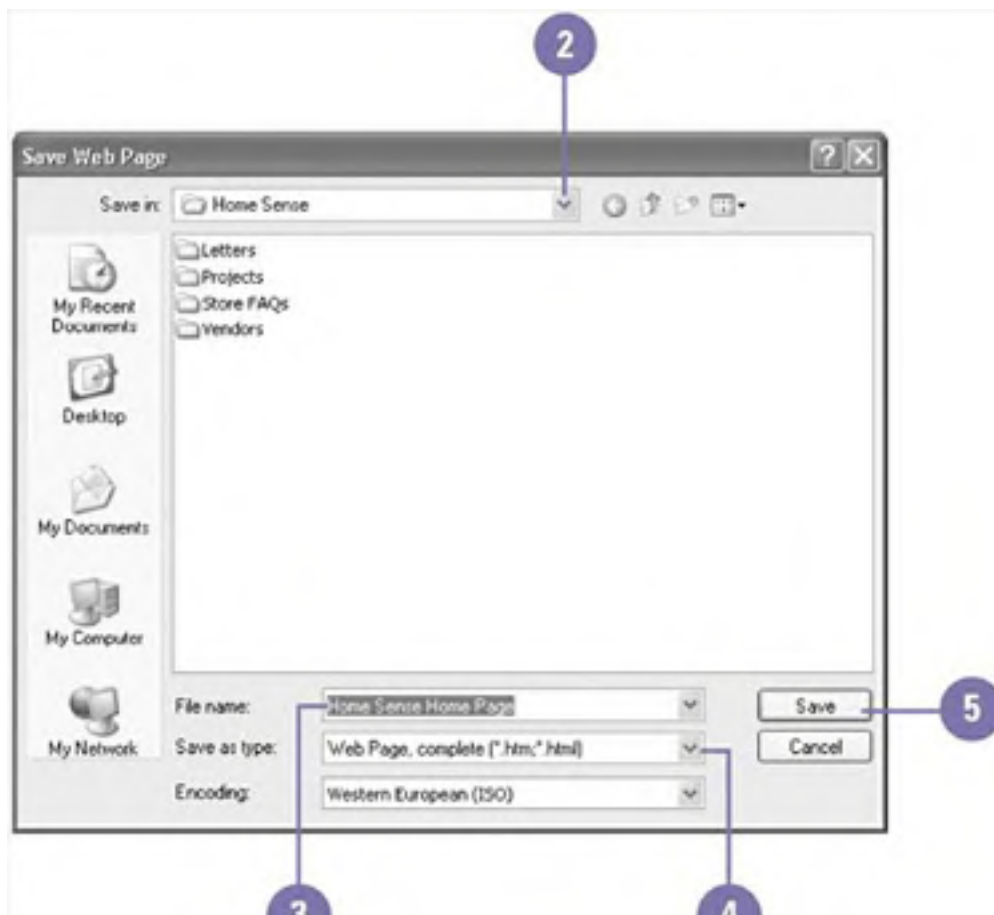 2
Save Web Page
Save in: Home Sense
Letters
Projects
Store FAQs
Vendors
My Recent
Documents
Desktop
My Documents
My Computer
My Network
File name: Home Sense Home Page
Save
5
Save as type: Web Page, complete (*.htm;*.html)
Cancel
Encoding: Western European (ISO)
3
4